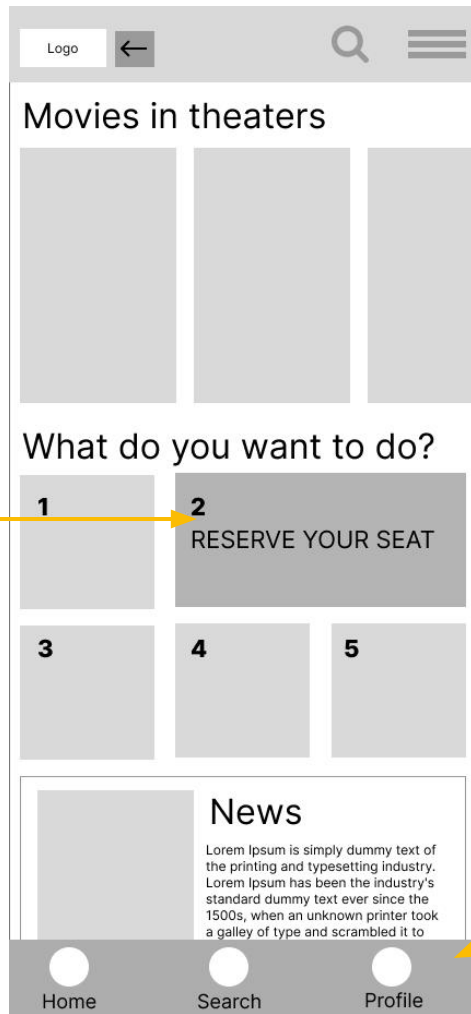 Logo
Movies in theaters
What do you want to do?
1
2
RESERVE YOUR SEAT
3
4
5
News
Lorem Ipsum is simply dummy text of
the printing and typesetting industry.
Lorem Ipsum has been the industry's
standard dummy text ever since the
1500s, when an unknown printer took
a galley of type and scrambled it to
Home
Search
Profile